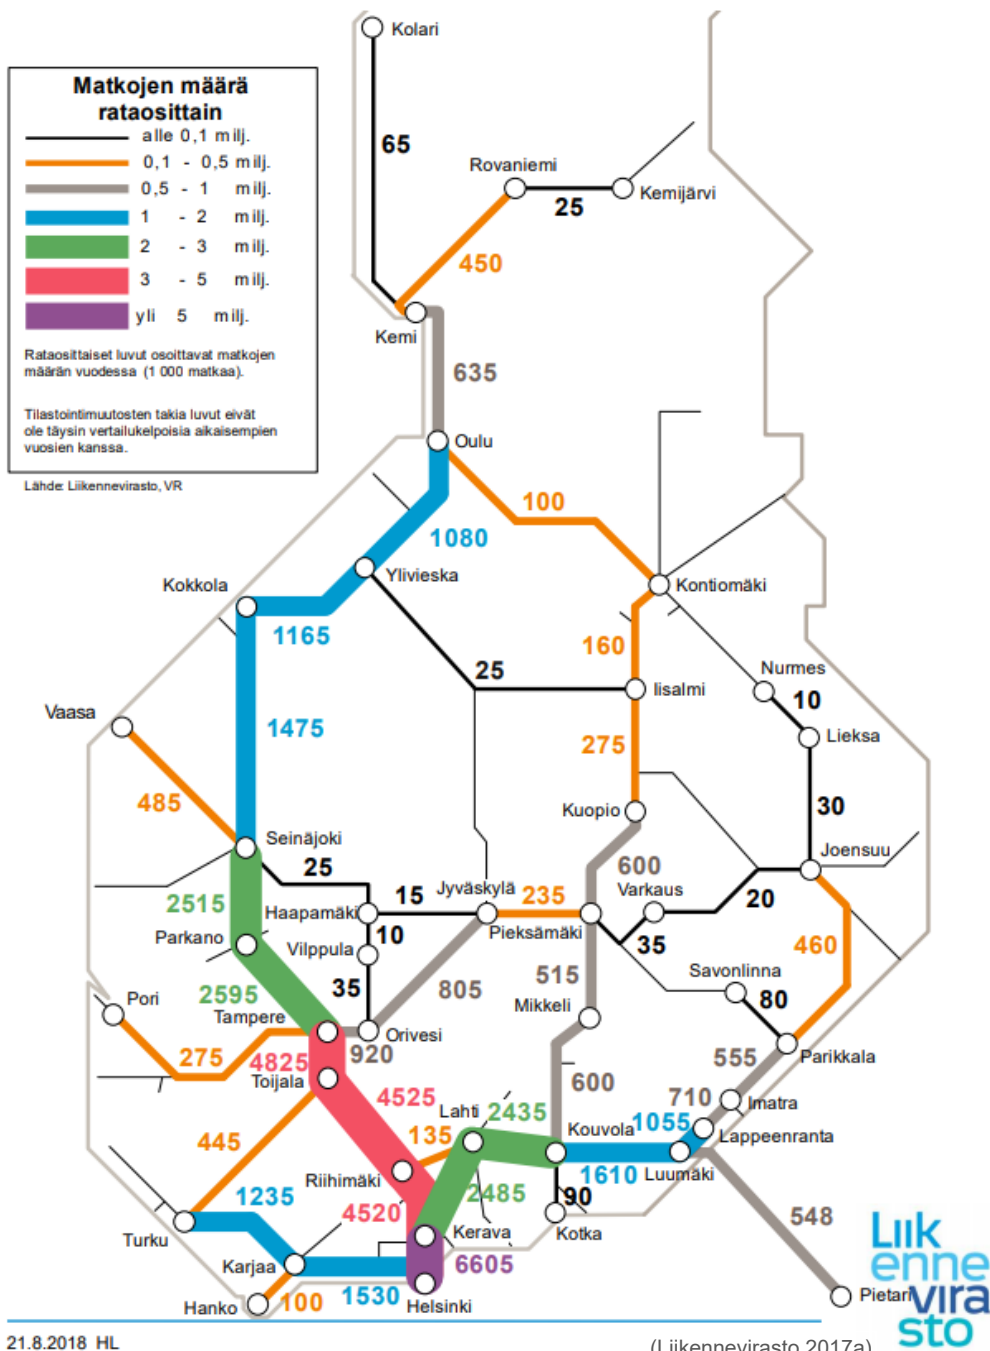 Kolari
Matkojen määrä
rataosittain
alle 0,1 milj.
0,1 - 0,5 milj.
0,5 - 1 milj.
1 - 2 milj.
2 - 3 milj.
3 - 5 milj.
yli 5 milj.
Rataosittaiset luvut osoittavat matkojen
määrän vuodessa (1 000 matkaa).
Tilastointimuutosten takia luvut eivät
ole täysin vertailukelpoisia aikaisempien
vuosien kanssa.
Lähde: Liikennevirasto, VR
65
Rovaniemi
25
Kemijärvi
450
Kemi
635
Oulu
100
1080
Ylivieska
Kokkola
Kontiomäki
1165
160
25
Iisalmi
Nurmes
10
Vaasa
1475
275
Lieksa
485
Kuopio
30
Seinäjoki
25
600
Joensuu
2515
Jyväskylä
15
235
Varkaus
20
Haapamäki
Pieksämäki
35
460
Parkano
10
Vilppula
515
Savonlinna
2595
35
805
Mikkeli
80
Pori
Tampere
Orivesi
275
4825
920
555
Parikkala
Toijala
4525
600
710
Imatra
Lahti
2435
1055
445
135
Kouvola
Lappeenranta
Riihimäki
2485
1610
Luumäki
1235
4520
90
548
Turku
Kerava
Kotka
Karjaa
6605
Hanko
100
1530
Helsinki
Pietari
LIIK
enne
vira
sto
21.8.2018 HL
(Liikennevirasto 2017a)